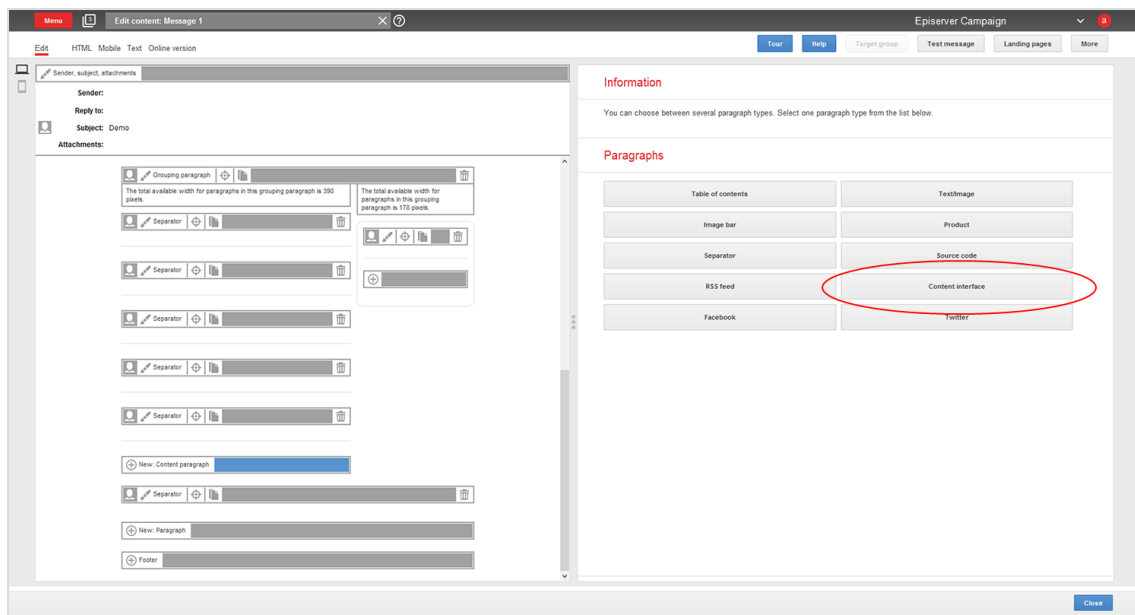 Menu
3
Edit content: Message 1
Episerver Campaign
a
Edit
HTML
Mobile
Text
Online version
Tour
Help
Target group
Test message
Landing pages
More
Sender, subject, attachments
Sender:
Reply to:
Subject: Demo
Attachments:
Grouping paragraph
The total available width for paragraphs in this grouping paragraph is 390
pixels.
The total available width for
paragraphs in this grouping
paragraph is 178 pixels.
Separator
Separator
Separator
Separator
Separator
New: Content paragraph
Separator
New: Paragraph
Footer
Information
You can choose between several paragraph types. Select one paragraph type from the list below.
Paragraphs
Table of contents
Text/Image
Image bar
Product
Separator
Source code
RSS feed
Content interface
Facebook
Twitter
Close